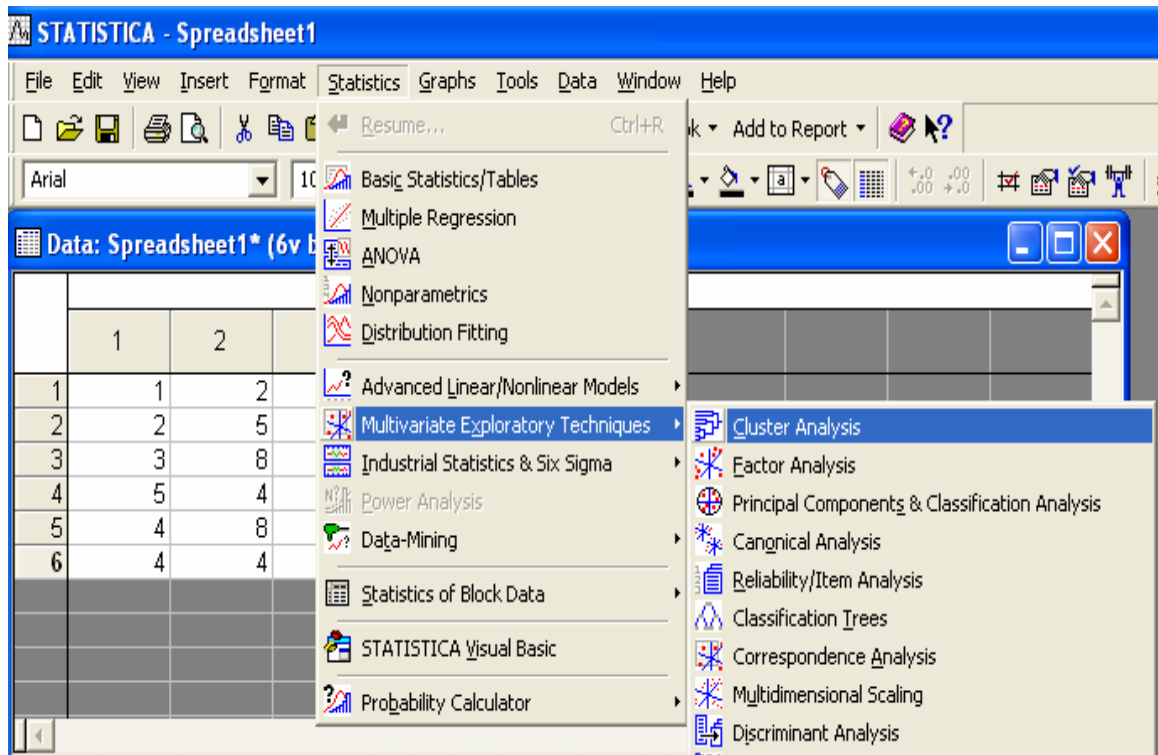 STATISTICA - Spreadsheet1
File Edit View Insert Format Statistics Graphs Tools Data Window Help
Resume... Ctrl+R
Add to Report
Arial 10
Basic Statistics/Tables
Multiple Regression
Data: Spreadsheet1* (6v
ANOVA
Nonparametrics
Distribution Fitting
1 2
Advanced Linear/Nonlinear Models
1 1 2
Multivariate Exploratory Techniques
Cluster Analysis
2 2 5
Industrial Statistics & Six Sigma
Factor Analysis
3 3 8
Power Analysis
Principal Components & Classification Analysis
4 5 4
Data-Mining
Canonical Analysis
5 4 8
Reliability/Item Analysis
6 4 4
Statistics of Block Data
Classification Trees
STATISTICA Visual Basic
Correspondence Analysis
Multidimensional Scaling
Probability Calculator
Discriminant Analysis